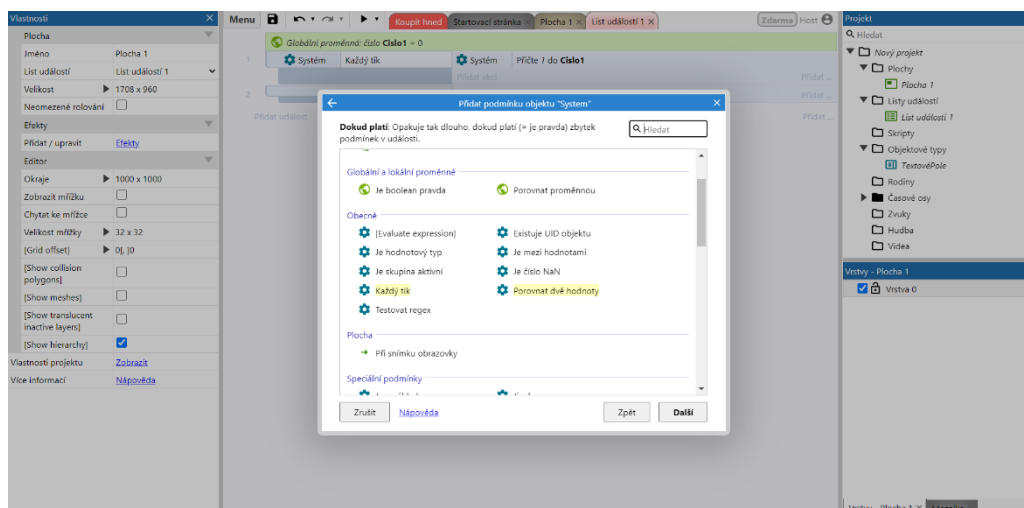 Vlastnosti
Plocha
Jméno Plocha 1
List událostí List událostí 1
Velikost 1708 x 960
Neomezené rolování
Efekty
Přidat / upravit Efekty
Editor
Okraje 1000 x 1000
Zobrazit mřížku
Chytat ke mřížce
Velikost mřížky 32 x 32
[Grid offset] 0[, ]0
[Show collision
polygons]
[Show meshes]
[Show translucent
inactive layers]
[Show hierarchy]
Vlastnosti projektu Zobrazit
Více informací Nápověda
Menu Koupit hned Startovací stránka Plocha 1 List událostí 1 Zdarma Host
Globální proměnná: číslo Cislo1 = 0
1 Systém Každý tik Systém Přičte 1 do Cislo1
Přidat akci Přidat ...
2 Přidat ...
Přidat událost Přidat ...
Přidat podmínku objektu "System"
Dokud platí: Opakuje tak dlouho, dokud platí (= je pravda) zbytek
podmínek v události.
Hledat
Globální a lokální proměnné
Je boolean pravda Porovnat proměnnou
Obecné
[Evaluate expression] Existuje UID objektu
Je hodnotový typ Je mezi hodnotami
Je skupina aktivní Je číslo NaN
Každý tik Porovnat dvě hodnoty
Testovat regex
Plocha
Při snímku obrazovky
Speciální podmínky
Zrušit Nápověda Zpět Další
Projekt
Hledat
Nový projekt
Plochy
Plocha 1
Listy událostí
List událostí 1
Skripty
Objektové typy
TextovéPole
Rodiny
Časové osy
Zvuky
Hudba
Videa
Vrstvy - Plocha 1
Vrstva 0
Vrstvy - Plocha 1